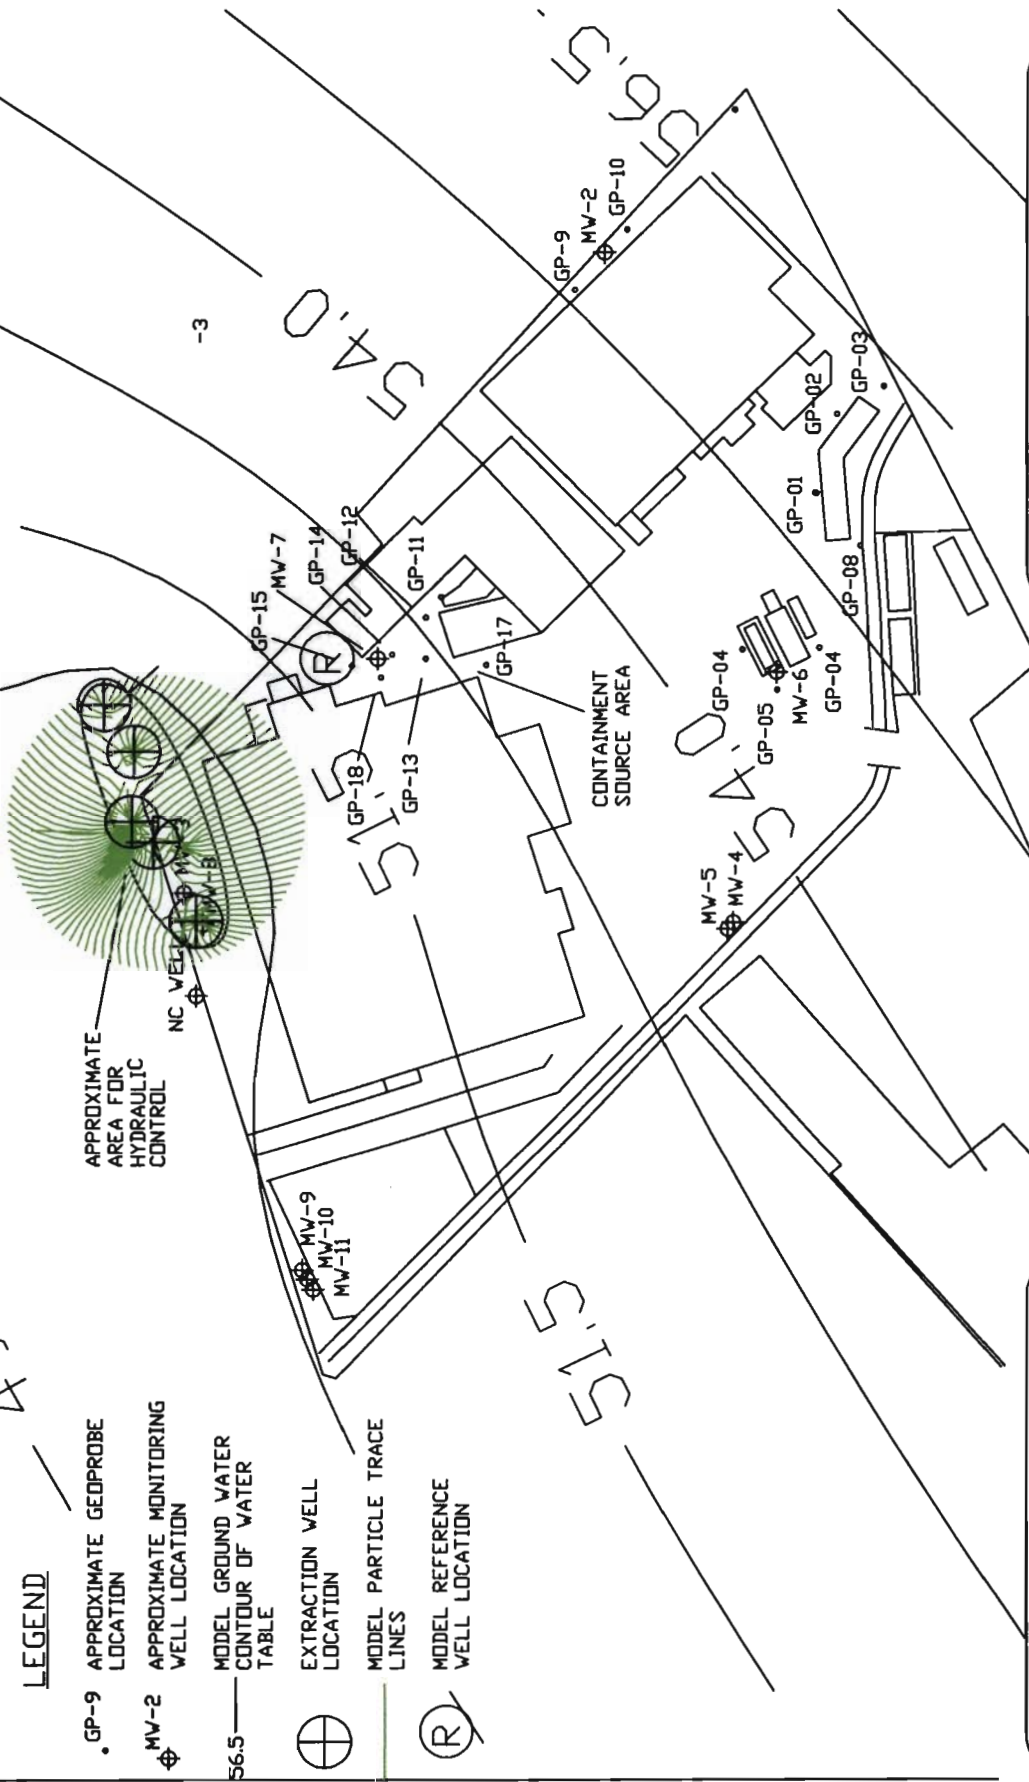 LEGEND
GP-9 APPROXIMATE GEOPROBE
LOCATION
MW-2 APPROXIMATE MONITORING
WELL LOCATION
56.5
MODEL GROUND WATER
CONTOUR OF WATER
TABLE
EXTRACTION WELL
LOCATION
MODEL PARTICLE TRACE
LINES
R
MODEL REFERENCE
WELL LOCATION
APPROXIMATE
AREA FOR
HYDRAULIC
CONTROL
NC WELL
MW-9
MW-10
MW-11
51.5
51.5
54.0
54.0
56.5
-3
GP-15
MW-7
GP-14
GP-12
GP-11
R
GP-18
GP-13
GP-17
CONTAINMENT
SOURCE AREA
GP-9
MW-2
GP-10
GP-01
GP-02
GP-03
GP-08
GP-04
GP-05
MW-6
GP-04
MW-5
MW-4